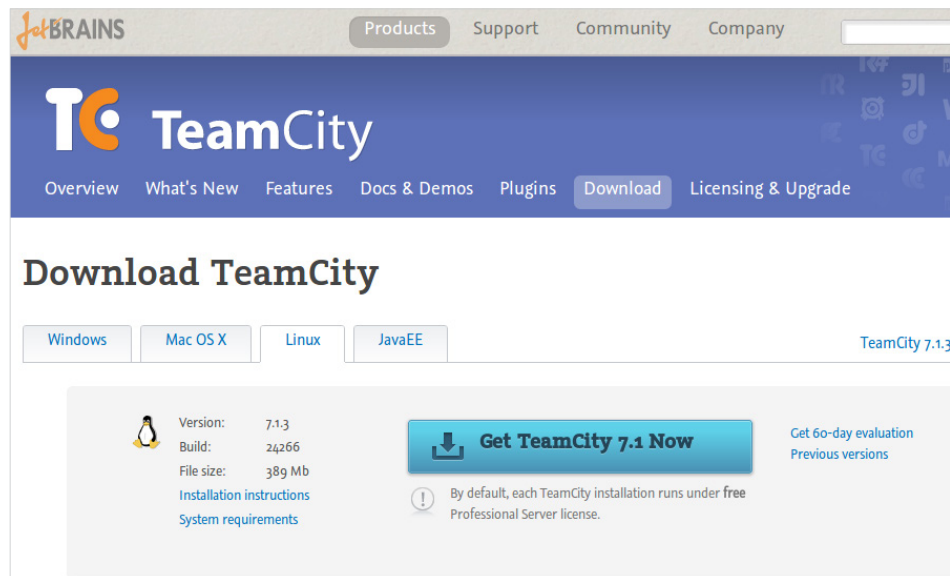 JetBRAINS Products Support Community Company
TC TeamCity
Overview What's New Features Docs & Demos Plugins Download Licensing & Upgrade
Download TeamCity
Windows Mac OS X Linux JavaEE TeamCity 7.1.3
Version: 7.1.3
Build: 24266
File size: 389 Mb
Installation instructions
System requirements
Get TeamCity 7.1 Now
By default, each TeamCity installation runs under free
Professional Server license.
Get 60-day evaluation
Previous versions